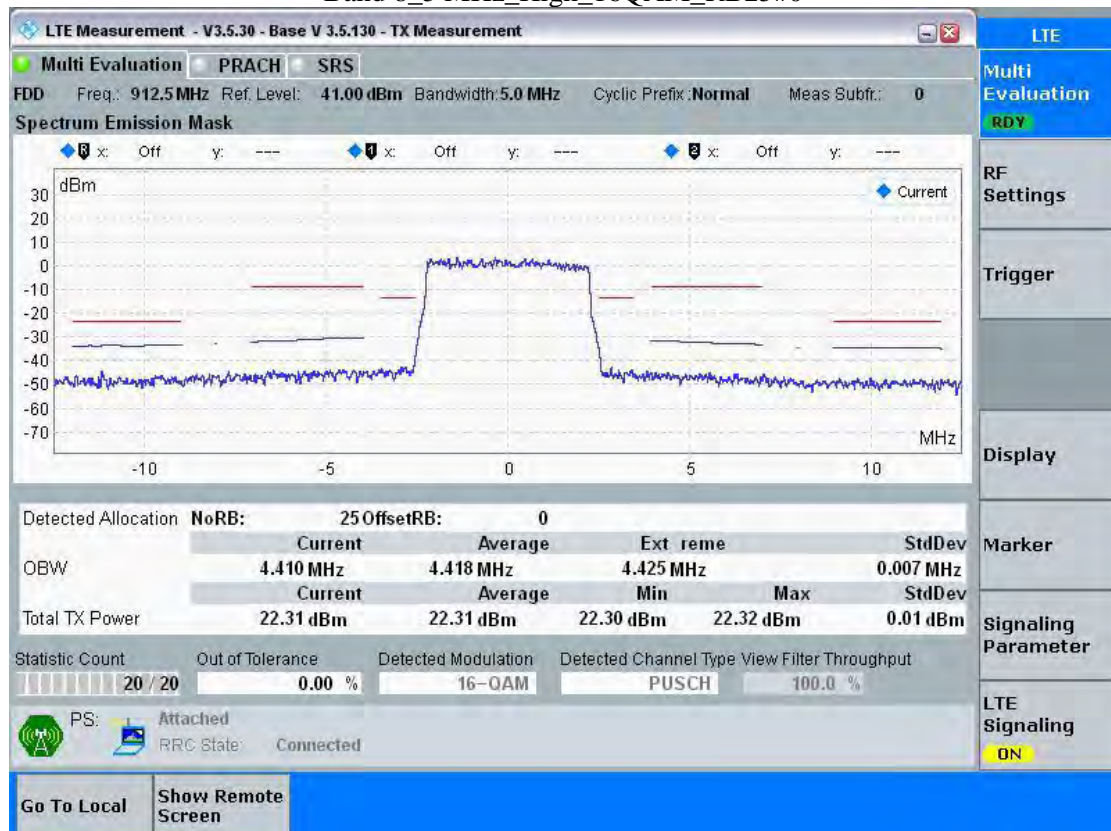 Band 8_5 MHz_High_16QAM_RB25#0
LTE Measurement - V3.5.30 - Base V 3.5.130 - TX Measurement
LTE
Multi Evaluation PRACH SRS
Multi Evaluation
RDY
FDD Freq.: 912.5 MHz Ref. Level: 41.00 dBm Bandwidth:5.0 MHz Cyclic Prefix :Normal Meas Subfr.: 0
Spectrum Emission Mask
R x: Off y: --- 1 x: Off y: --- 2 x: Off y: ---
dBm
Current
30
20
10
0
-10
-20
-30
-40
-50
-60
-70
MHz
-10 -5 0 5 10
RF Settings
Trigger
Display
Marker
Signaling Parameter
LTE Signaling
ON
Detected Allocation NoRB: 25 OffsetRB: 0
Current Average Ext reme StdDev
OBW 4.410 MHz 4.418 MHz 4.425 MHz 0.007 MHz
Current Average Min Max StdDev
Total TX Power 22.31 dBm 22.31 dBm 22.30 dBm 22.32 dBm 0.01 dBm
Statistic Count Out of Tolerance Detected Modulation Detected Channel Type View Filter Throughput
20 / 20 0.00 % 16-QAM PUSCH 100.0 %
PS: Attached
RRC State: Connected
Go To Local
Show Remote Screen